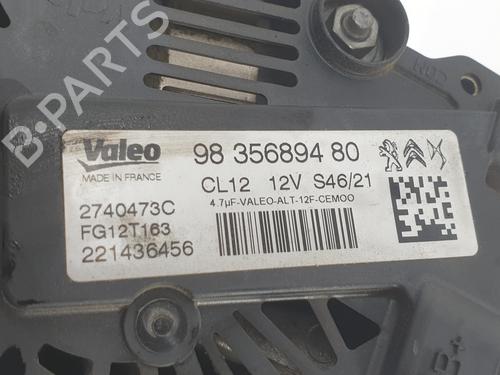 B-PARTS
Valeo
MADE IN FRANCE
98 356894 80
CL12 12V S46/21
4.7µF-VALEO-ALT-12F-CEMOO
2740473C
FG12T163
221436456
B+